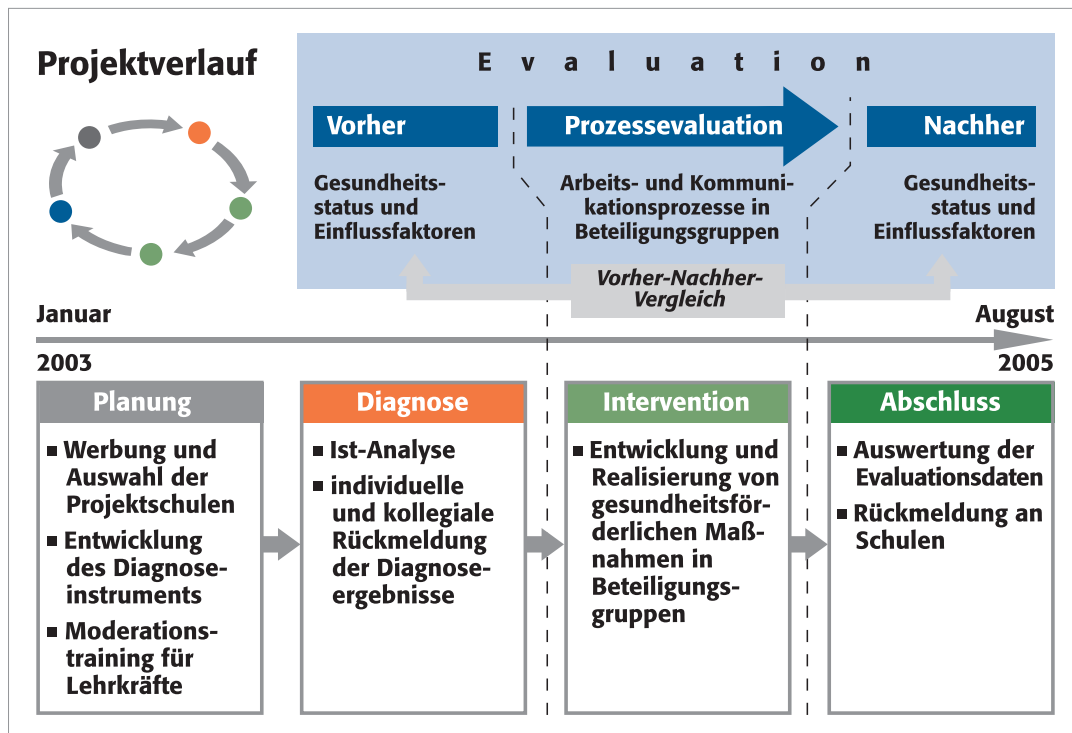 Projektverlauf
Evaluation
Vorher
Prozessevaluation
Nachher
Gesundheits-
status und
Einflussfaktoren
Arbeits- und Kommuni-
kationsprozesse in
Beteiligungsgruppen
Gesundheits-
status und
Einflussfaktoren
Vorher-Nachher-
Vergleich
Januar
2003
August
2005
Planung
▪ Werbung und
Auswahl der
Projektschulen
▪ Entwicklung
des Diagnose-
instruments
▪ Moderations-
training für
Lehrkräfte
Diagnose
▪ Ist-Analyse
▪ individuelle
und kollegiale
Rückmeldung
der Diagnose-
ergebnisse
Intervention
▪ Entwicklung und
Realisierung von
gesundheitsför-
derlichen Maß-
nahmen in
Beteiligungs-
gruppen
Abschluss
▪ Auswertung der
Evaluationsdaten
▪ Rückmeldung an
Schulen